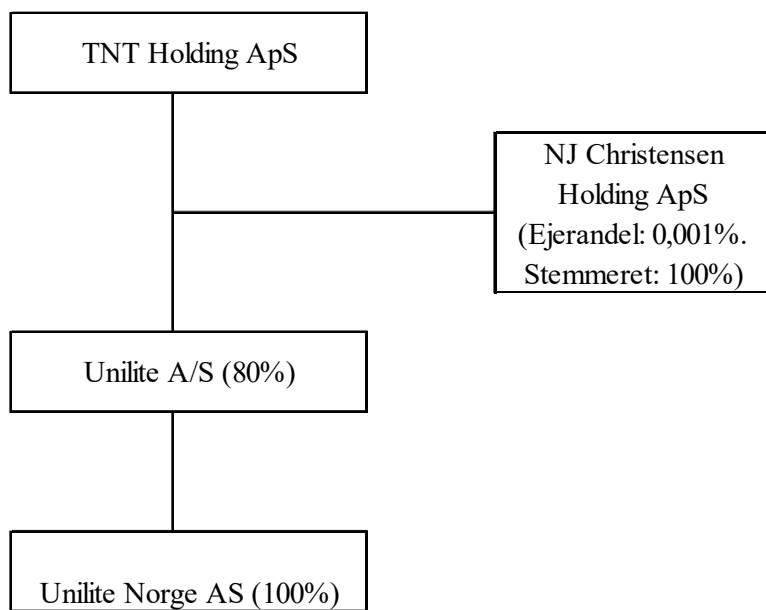 TNT Holding ApS
NJ Christensen
Holding ApS
(Ejerandel: 0,001%.
Stemmeret: 100%)
Unilite A/S (80%)
Unilite Norge AS (100%)